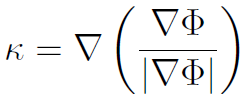 κ = ∇ ( ∇Φ / |∇Φ| )